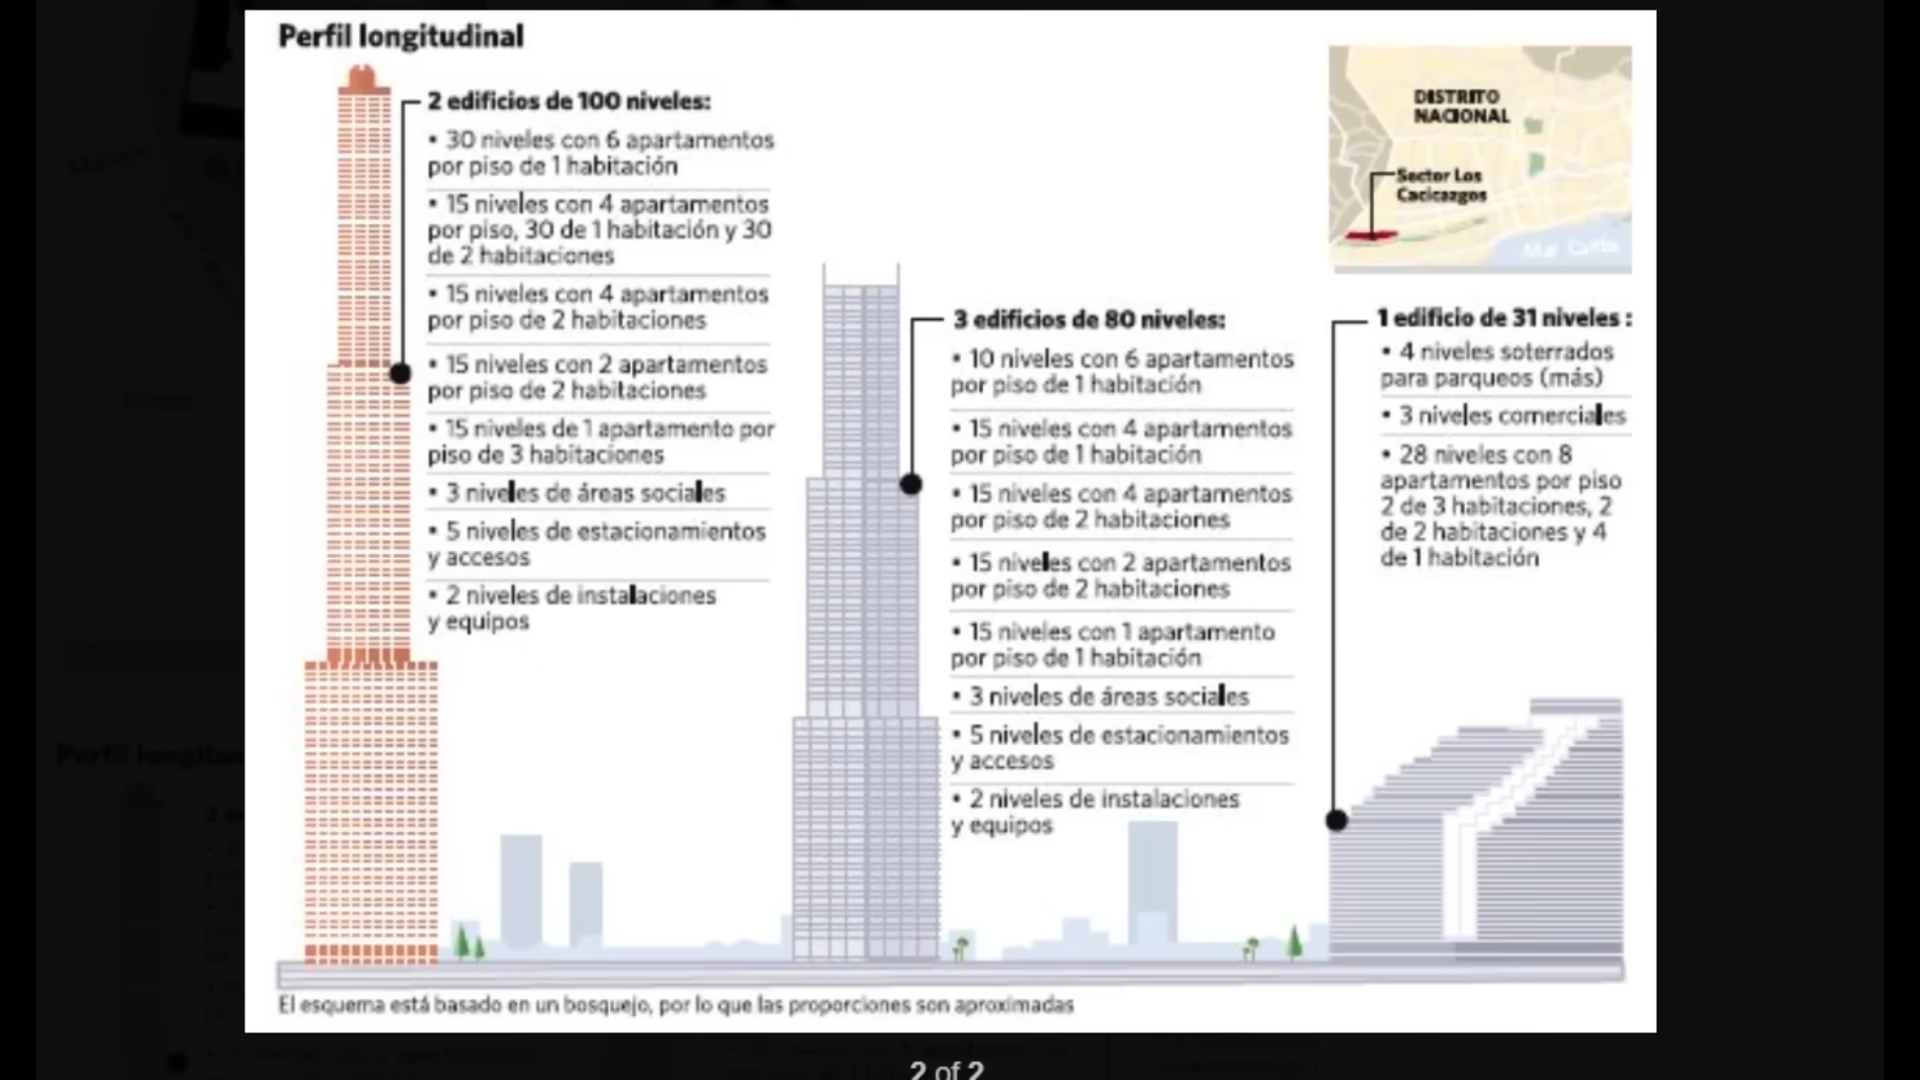 Perfil longitudinal
2 edificios de 100 niveles:
• 30 niveles con 6 apartamentos
por piso de 1 habitación
• 15 niveles con 4 apartamentos
por piso, 30 de 1 habitación y 30
de 2 habitaciones
• 15 niveles con 4 apartamentos
por piso de 2 habitaciones
• 15 niveles con 2 apartamentos
por piso de 2 habitaciones
• 15 niveles de 1 apartamento por
piso de 3 habitaciones
• 3 niveles de áreas sociales
• 5 niveles de estacionamientos
y accesos
• 2 niveles de instalaciones
y equipos
3 edificios de 80 niveles:
• 10 niveles con 6 apartamentos
por piso de 1 habitación
• 15 niveles con 4 apartamentos
por piso de 1 habitación
• 15 niveles con 4 apartamentos
por piso de 2 habitaciones
• 15 niveles con 2 apartamentos
por piso de 2 habitaciones
• 15 niveles con 1 apartamento
por piso de 1 habitación
• 3 niveles de áreas sociales
• 5 niveles de estacionamientos
y accesos
• 2 niveles de instalaciones
y equipos
DISTRITO
NACIONAL
Sector Los
Cacicazgos
Mar Caribe
1 edificio de 31 niveles :
• 4 niveles soterrados
para parqueos (más)
• 3 niveles comerciales
• 28 niveles con 8
apartamentos por piso
2 de 3 habitaciones, 2
de 2 habitaciones y 4
de 1 habitación
El esquema está basado en un bosquejo, por lo que las proporciones son aproximadas
Perfil longitu
2 of 2